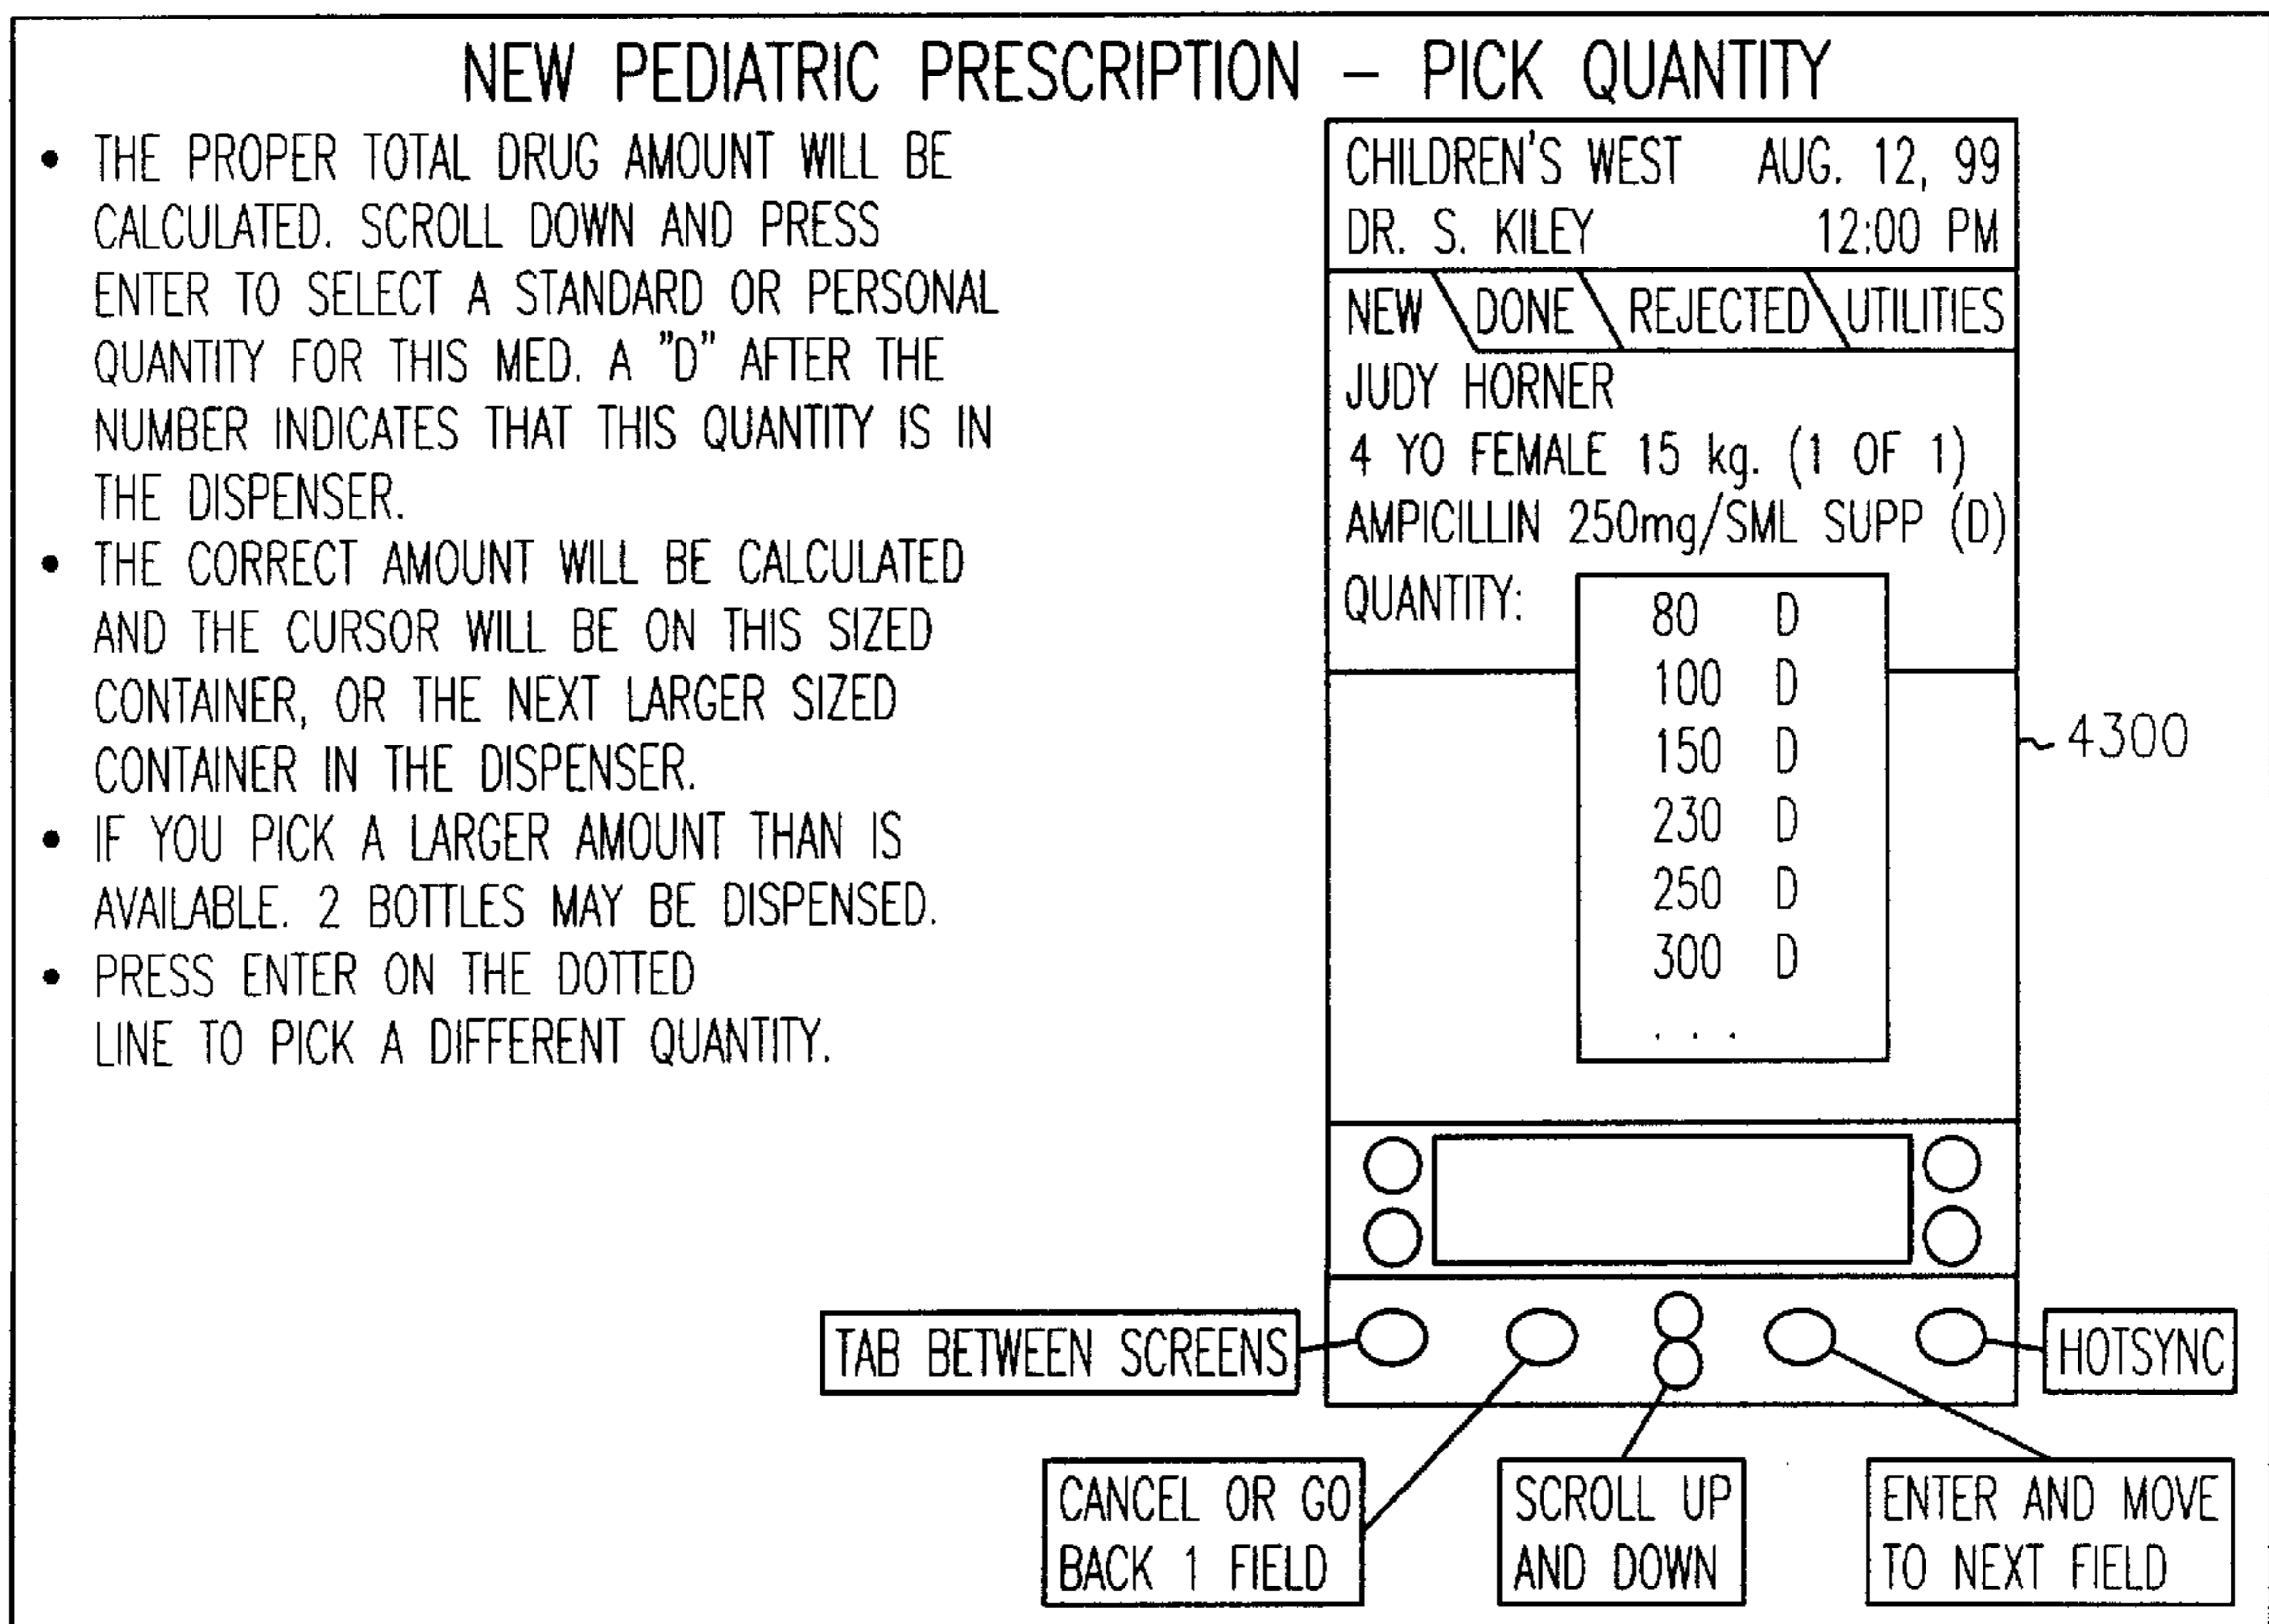 NEW PEDIATRIC PRESCRIPTION – PICK QUANTITY
• THE PROPER TOTAL DRUG AMOUNT WILL BE
CALCULATED. SCROLL DOWN AND PRESS
ENTER TO SELECT A STANDARD OR PERSONAL
QUANTITY FOR THIS MED. A "D" AFTER THE
NUMBER INDICATES THAT THIS QUANTITY IS IN
THE DISPENSER.
• THE CORRECT AMOUNT WILL BE CALCULATED
AND THE CURSOR WILL BE ON THIS SIZED
CONTAINER, OR THE NEXT LARGER SIZED
CONTAINER IN THE DISPENSER.
• IF YOU PICK A LARGER AMOUNT THAN IS
AVAILABLE. 2 BOTTLES MAY BE DISPENSED.
• PRESS ENTER ON THE DOTTED
LINE TO PICK A DIFFERENT QUANTITY.
CHILDREN'S WEST AUG. 12, 99
DR. S. KILEY 12:00 PM
NEW DONE REJECTED UTILITIES
JUDY HORNER
4 YO FEMALE 15 kg. (1 OF 1)
AMPICILLIN 250mg/SML SUPP (D)
QUANTITY:
80 D
100 D
150 D
230 D
250 D
300 D
. . .
4300
TAB BETWEEN SCREENS
HOTSYNC
CANCEL OR GO
BACK 1 FIELD
SCROLL UP
AND DOWN
ENTER AND MOVE
TO NEXT FIELD